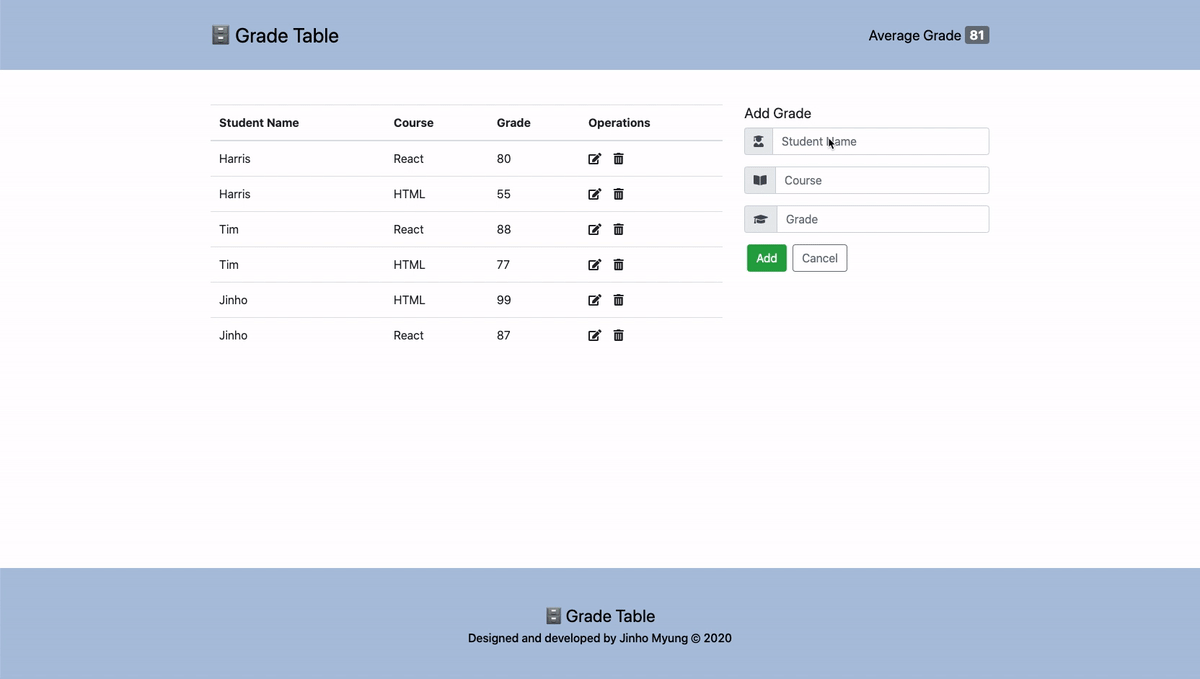 Grade Table
Average Grade 81
Student Name Course Grade Operations
Harris React 80
Harris HTML 55
Tim React 88
Tim HTML 77
Jinho HTML 99
Jinho React 87
Add Grade
Student Name
Course
Grade
Add Cancel
Grade Table
Designed and developed by Jinho Myung © 2020